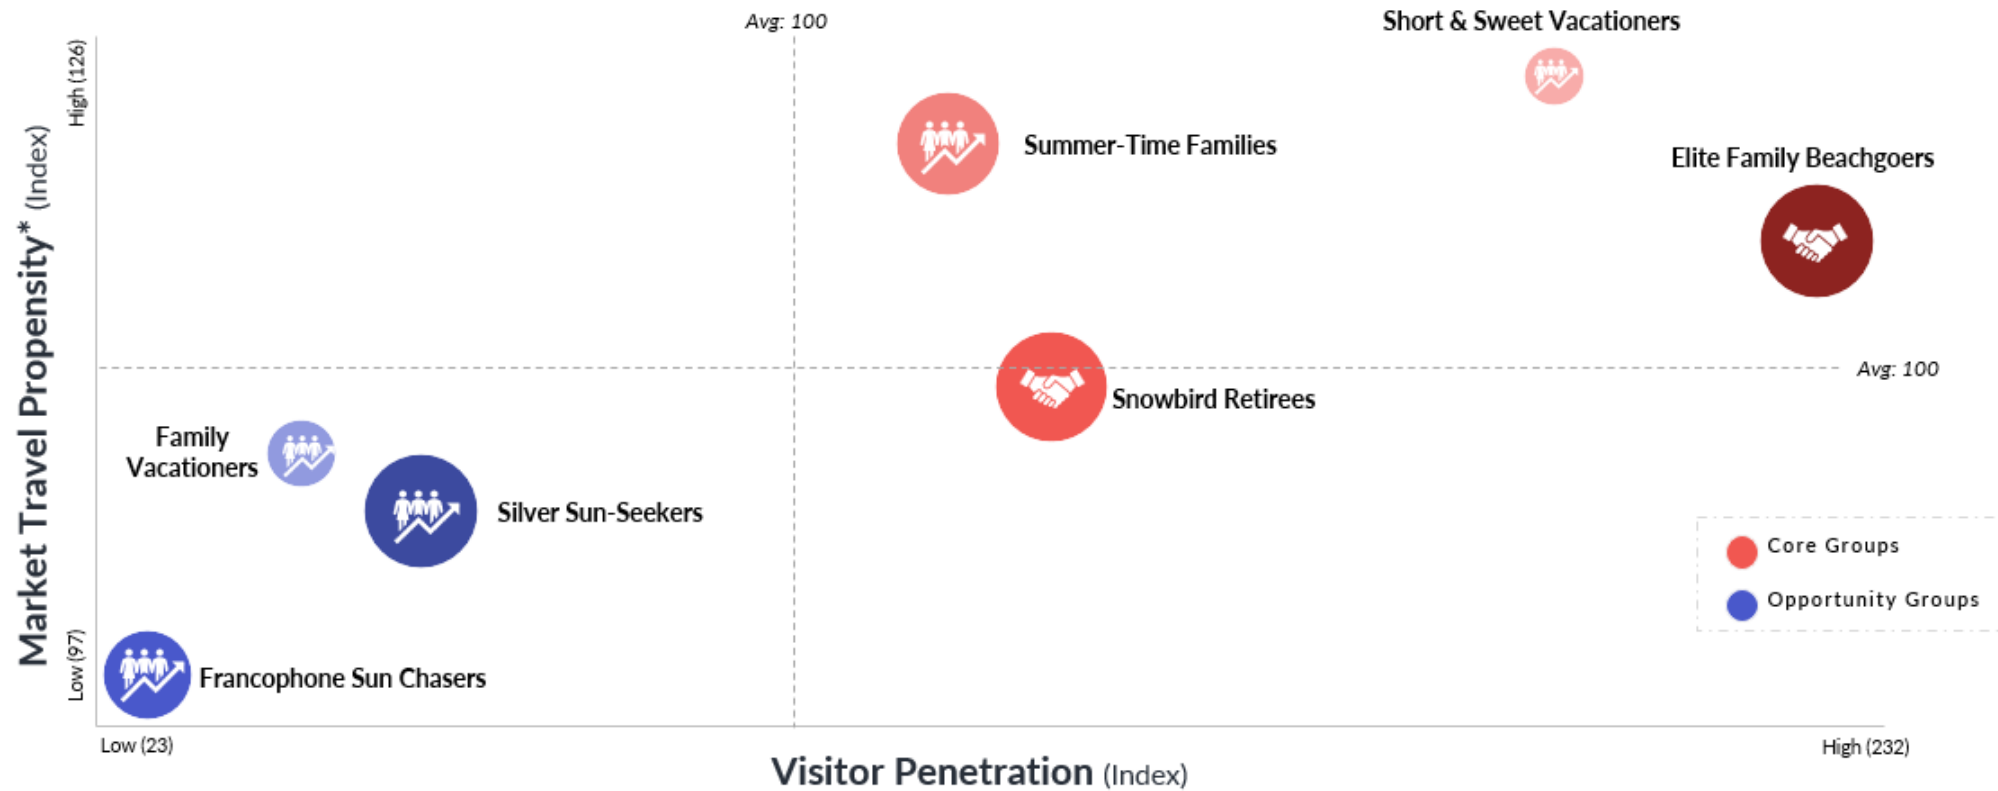 Avg: 100
Short & Sweet Vacationers
High (126)
Summer-Time Families
Elite Family Beachgoers
Market Travel Propensity* (Index)
Avg: 100
Snowbird Retirees
Family
Vacationers
Silver Sun-Seekers
Core Groups
Opportunity Groups
Low (97)
Francophone Sun Chasers
Low (23)
High (232)
Visitor Penetration (Index)